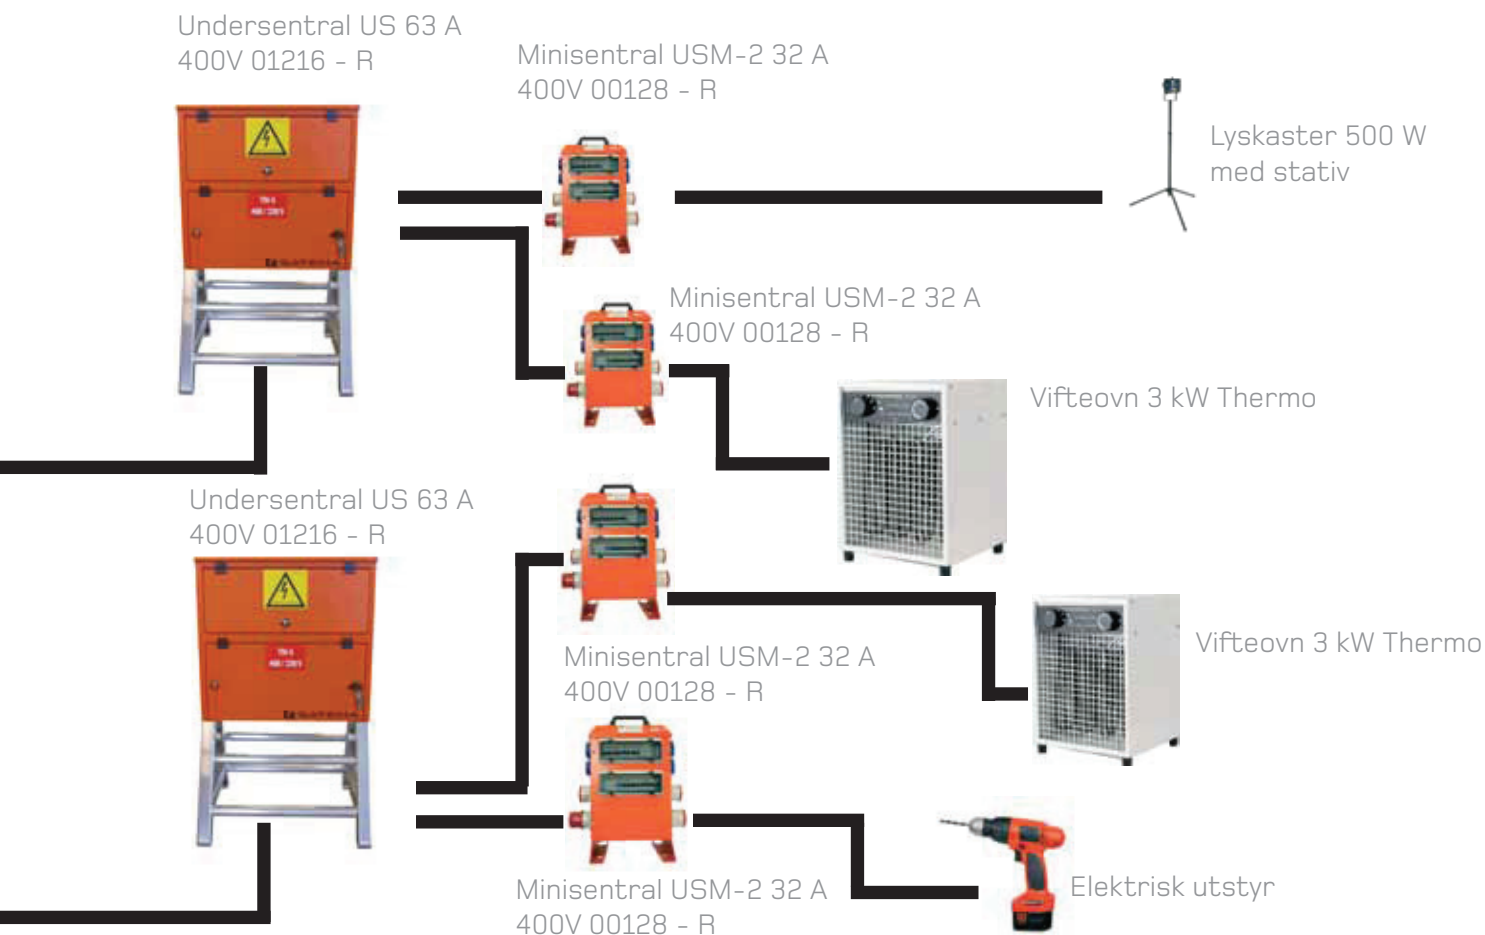 Undersentral US 63 A
400V 01216 - R
Minisentral USM-2 32 A
400V 00128 - R
Lyskaster 500 W
med stativ
Minisentral USM-2 32 A
400V 00128 - R
Vifteovn 3 kW Thermo
Undersentral US 63 A
400V 01216 - R
Minisentral USM-2 32 A
400V 00128 - R
Vifteovn 3 kW Thermo
Minisentral USM-2 32 A
400V 00128 - R
Elektrisk utstyr